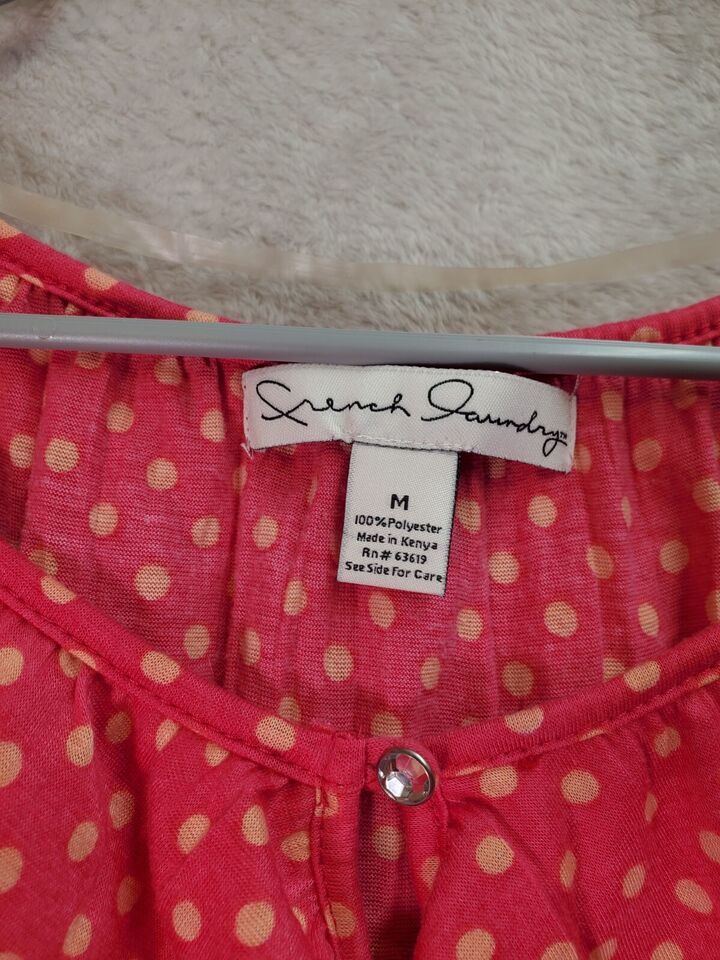 French Laundry™
M
100% Polyester
Made in Kenya
Rn# 63619
See Side For Care